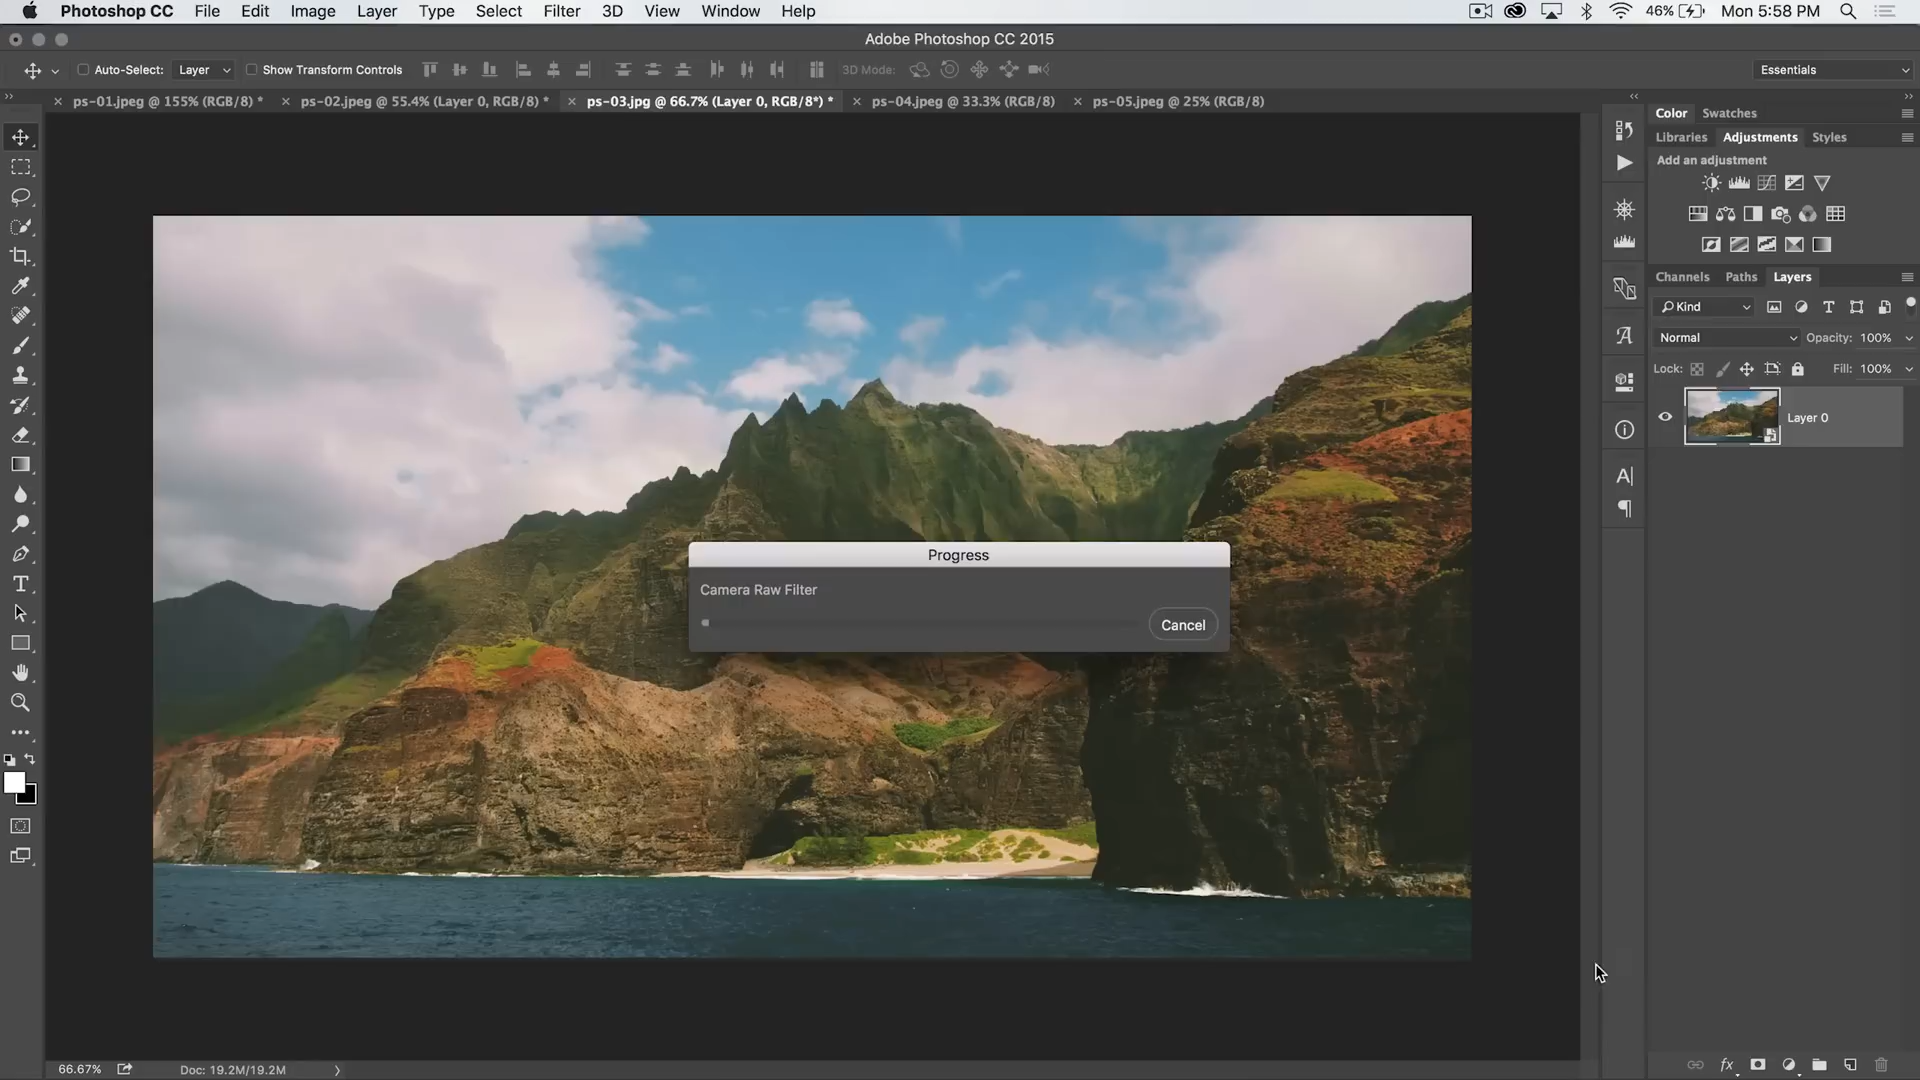 Photoshop CC File Edit Image Layer Type Select Filter 3D View Window Help 46% Mon 5:58 PM
Adobe Photoshop CC 2015
Auto-Select: Layer Show Transform Controls 3D Mode: Essentials
ps-01.jpeg @ 155% (RGB/8) * ps-02.jpeg @ 55.4% (Layer 0, RGB/8) * ps-03.jpg @ 66.7% (Layer 0, RGB/8*) * ps-04.jpeg @ 33.3% (RGB/8) ps-05.jpeg @ 25% (RGB/8)
Color Swatches
Libraries Adjustments Styles
Add an adjustment
Channels Paths Layers
Kind
Normal Opacity: 100%
Lock: Fill: 100%
Layer 0
Progress
Camera Raw Filter
Cancel
66.67% Doc: 19.2M/19.2M